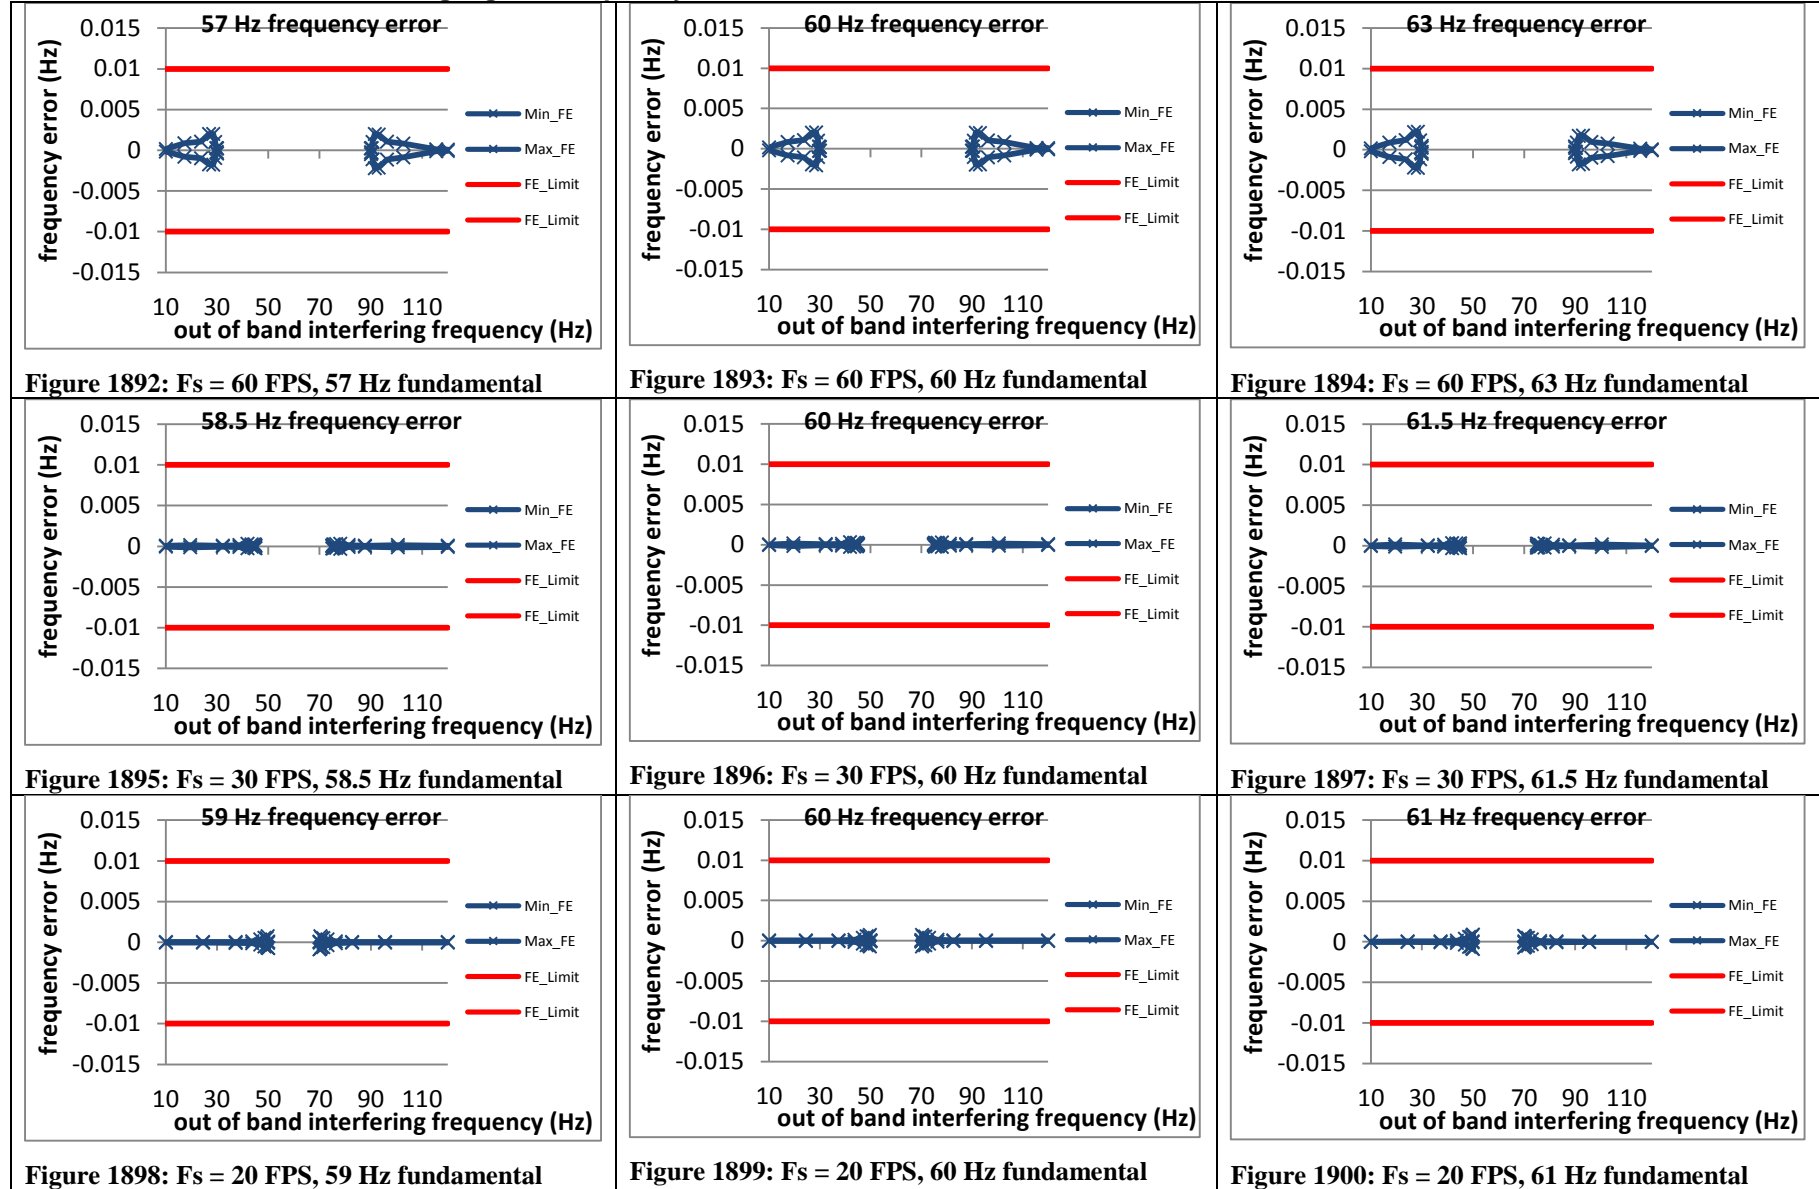 57 Hz frequency error
0.015
0.01
0.005
0
-0.005
-0.01
-0.015
frequency error (Hz)
10 30 50 70 90 110
out of band interfering frequency (Hz)
Min_FE
Max_FE
FE_Limit
FE_Limit
Figure 1892: Fs = 60 FPS, 57 Hz fundamental
60 Hz frequency error
0.015
0.01
0.005
0
-0.005
-0.01
-0.015
frequency error (Hz)
10 30 50 70 90 110
out of band interfering frequency (Hz)
Min_FE
Max_FE
FE_Limit
FE_Limit
Figure 1893: Fs = 60 FPS, 60 Hz fundamental
63 Hz frequency error
0.015
0.01
0.005
0
-0.005
-0.01
-0.015
frequency error (Hz)
10 30 50 70 90 110
out of band interfering frequency (Hz)
Min_FE
Max_FE
FE_Limit
FE_Limit
Figure 1894: Fs = 60 FPS, 63 Hz fundamental
58.5 Hz frequency error
0.015
0.01
0.005
0
-0.005
-0.01
-0.015
frequency error (Hz)
10 30 50 70 90 110
out of band interfering frequency (Hz)
Min_FE
Max_FE
FE_Limit
FE_Limit
Figure 1895: Fs = 30 FPS, 58.5 Hz fundamental
60 Hz frequency error
0.015
0.01
0.005
0
-0.005
-0.01
-0.015
frequency error (Hz)
10 30 50 70 90 110
out of band interfering frequency (Hz)
Min_FE
Max_FE
FE_Limit
FE_Limit
Figure 1896: Fs = 30 FPS, 60 Hz fundamental
61.5 Hz frequency error
0.015
0.01
0.005
0
-0.005
-0.01
-0.015
frequency error (Hz)
10 30 50 70 90 110
out of band interfering frequency (Hz)
Min_FE
Max_FE
FE_Limit
FE_Limit
Figure 1897: Fs = 30 FPS, 61.5 Hz fundamental
59 Hz frequency error
0.015
0.01
0.005
0
-0.005
-0.01
-0.015
frequency error (Hz)
10 30 50 70 90 110
out of band interfering frequency (Hz)
Min_FE
Max_FE
FE_Limit
FE_Limit
Figure 1898: Fs = 20 FPS, 59 Hz fundamental
60 Hz frequency error
0.015
0.01
0.005
0
-0.005
-0.01
-0.015
frequency error (Hz)
10 30 50 70 90 110
out of band interfering frequency (Hz)
Min_FE
Max_FE
FE_Limit
FE_Limit
Figure 1899: Fs = 20 FPS, 60 Hz fundamental
61 Hz frequency error
0.015
0.01
0.005
0
-0.005
-0.01
-0.015
frequency error (Hz)
10 30 50 70 90 110
out of band interfering frequency (Hz)
Min_FE
Max_FE
FE_Limit
FE_Limit
Figure 1900: Fs = 20 FPS, 61 Hz fundamental